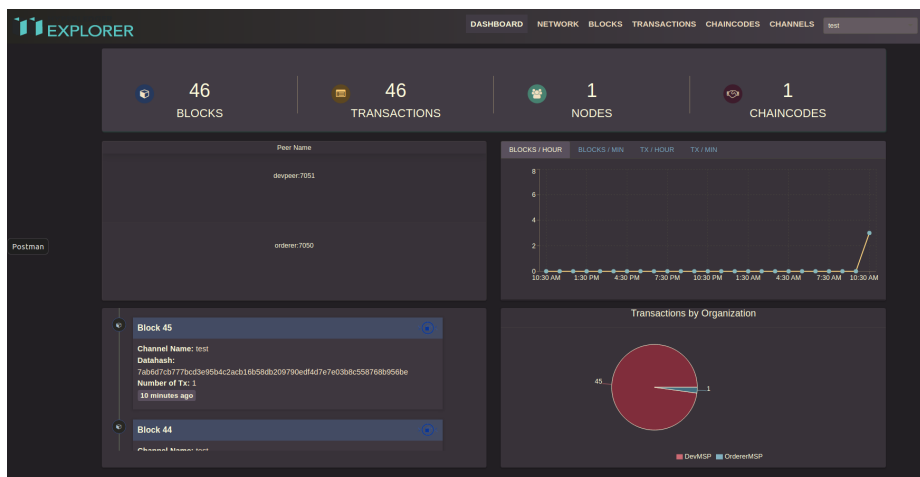 EXPLORER
DASHBOARD NETWORK BLOCKS TRANSACTIONS CHAINCODES CHANNELS test
46 46 1 1
BLOCKS TRANSACTIONS NODES CHAINCODES
Peer Name
devpeer:7051
orderer:7050
BLOCKS / HOUR BLOCKS / MIN TX / HOUR TX / MIN
8
6
4
2
0
10:30 AM 1:30 PM 4:30 PM 7:30 PM 10:30 PM 1:30 AM 4:30 AM 7:30 AM 10:30 AM
Postman
Block 45
Channel Name: test
Datahash:
7ab6d7cb777bcd3e95b4c2acb16b58db209790edf4d7e7e03b8c558768b956be
Number of Tx: 1
10 minutes ago
Block 44
Channel Name: test
Transactions by Organization
45
1
DevMSP OrdererMSP